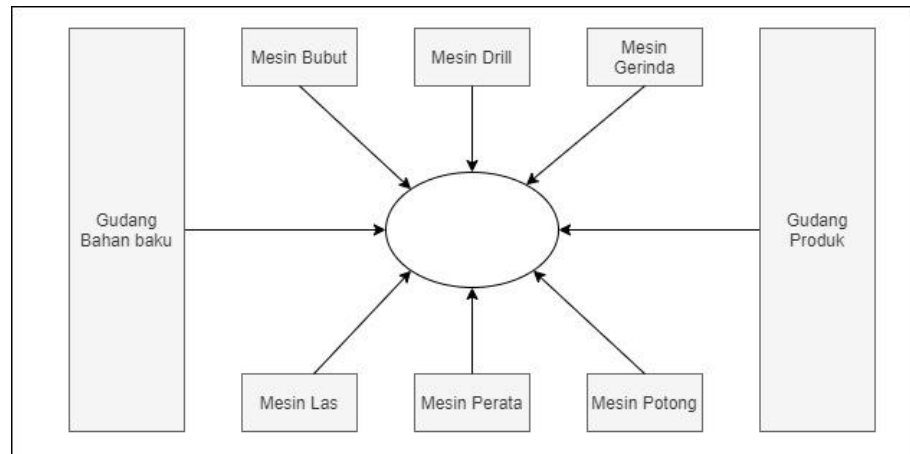 Mesin Bubut
Mesin Drill
Mesin
Gerinda
Gudang
Bahan baku
Gudang
Produk
Mesin Las
Mesin Perata
Mesin Potong